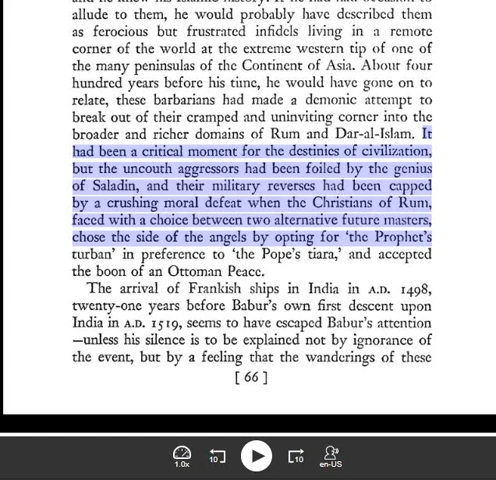 allude to them, he would probably have described them
as ferocious but frustrated infidels living in a remote
corner of the world at the extreme western tip of one of
the many peninsulas of the Continent of Asia. About four
hundred years before his time, he would have gone on to
relate, these barbarians had made a demonic attempt to
break out of their cramped and uninviting corner into the
broader and richer domains of Rum and Dar-al-Islam. It
had been a critical moment for the destinies of civilization,
but the uncouth aggressors had been foiled by the genius
of Saladin, and their military reverses had been capped
by a crushing moral defeat when the Christians of Rum,
faced with a choice between two alternative future masters,
chose the side of the angels by opting for ‘the Prophet’s
turban’ in preference to ‘the Pope’s tiara,’ and accepted
the boon of an Ottoman Peace.
The arrival of Frankish ships in India in A.D. 1498,
twenty-one years before Babur’s own first descent upon
India in A.D. 1519, seems to have escaped Babur’s attention
—unless his silence is to be explained not by ignorance of
the event, but by a feeling that the wanderings of these
[ 66 ]
1.0x
10
10
en-US